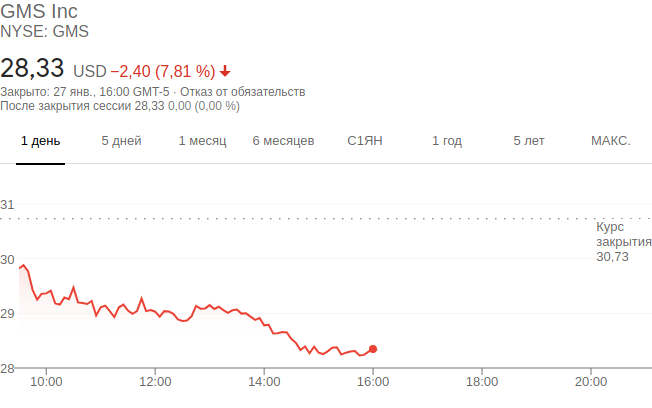 GMS Inc
NYSE: GMS
28,33 USD −2,40 (7,81 %)
Закрыто: 27 янв., 16:00 GMT-5 · Отказ от обязательств
После закрытия сессии 28,33 0,00 (0,00 %)
1 день 5 дней 1 месяц 6 месяцев С1ЯН 1 год 5 лет МАКС.
31
Курс
закрытия
30,73
30
29
28
10:00 12:00 14:00 16:00 18:00 20:00